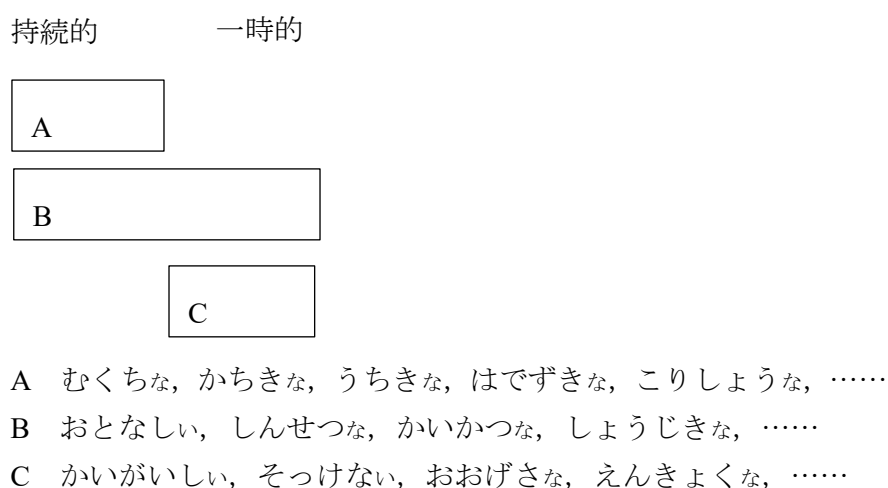 持続的 一時的
A
B
C
A むくちな，かちきな，うちきな，はでずきな，こりしょうな，……
B おとなしい，しんせつな，かいかつな，しょうじきな，……
C かいがいしい，そっけない，おおげさな，えんきょくな，……